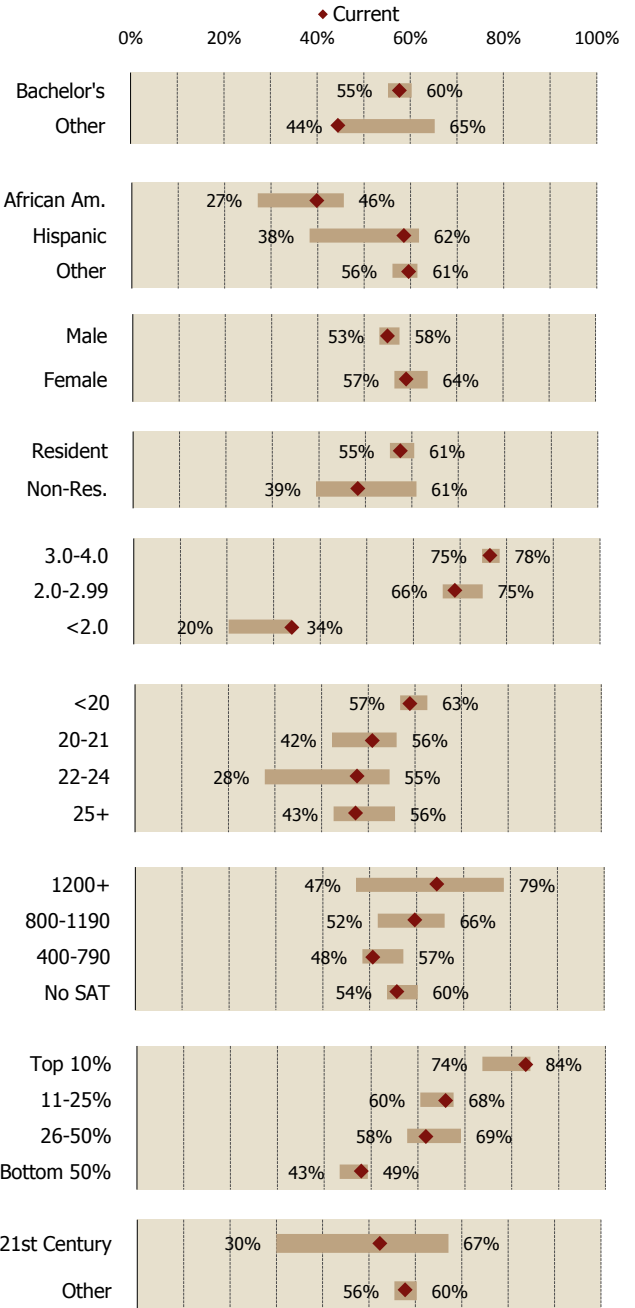 Current
0% 20% 40% 60% 80% 100%
Bachelor's 55% 60%
Other 44% 65%
African Am. 27% 46%
Hispanic 38% 62%
Other 56% 61%
Male 53% 58%
Female 57% 64%
Resident 55% 61%
Non-Res. 39% 61%
3.0-4.0 75% 78%
2.0-2.99 66% 75%
<2.0 20% 34%
<20 57% 63%
20-21 42% 56%
22-24 28% 55%
25+ 43% 56%
1200+ 47% 79%
800-1190 52% 66%
400-790 48% 57%
No SAT 54% 60%
Top 10% 74% 84%
11-25% 60% 68%
26-50% 58% 69%
Bottom 50% 43% 49%
21st Century 30% 67%
Other 56% 60%